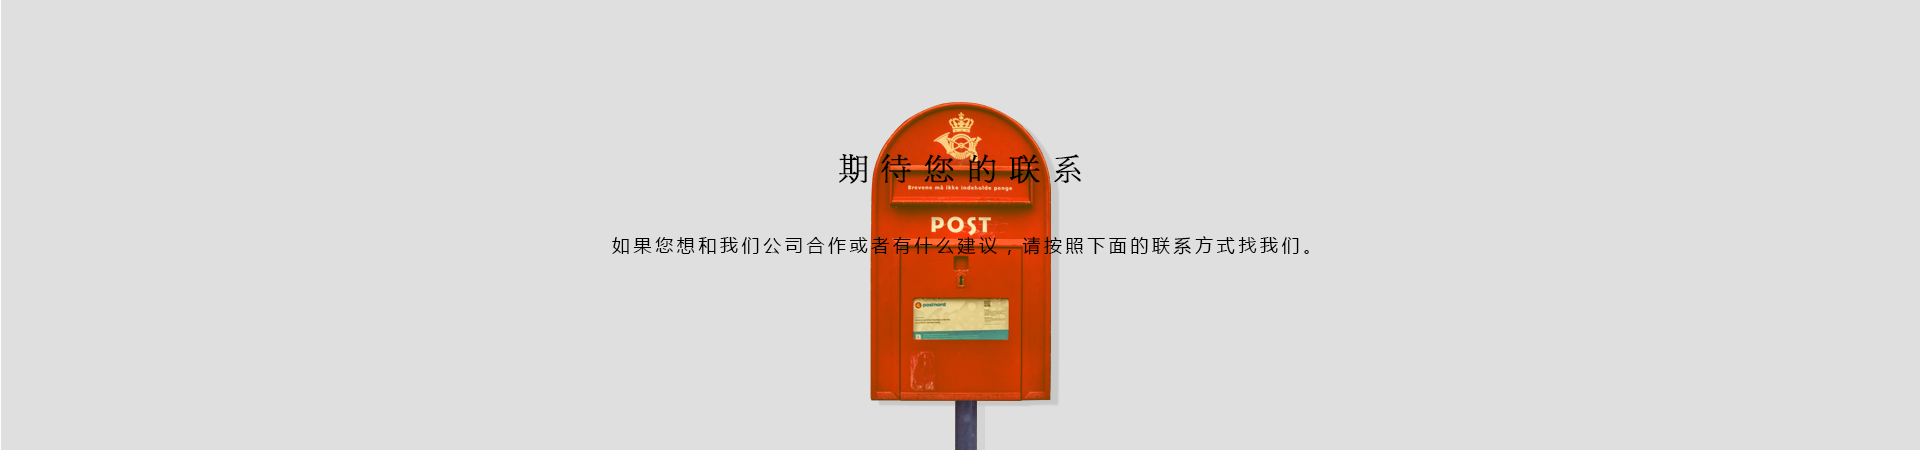 期待您的联系
Brevene må ikke indeholde penge
POST
如果您想和我们公司合作或者有什么建议，请按照下面的联系方式找我们。
postnord